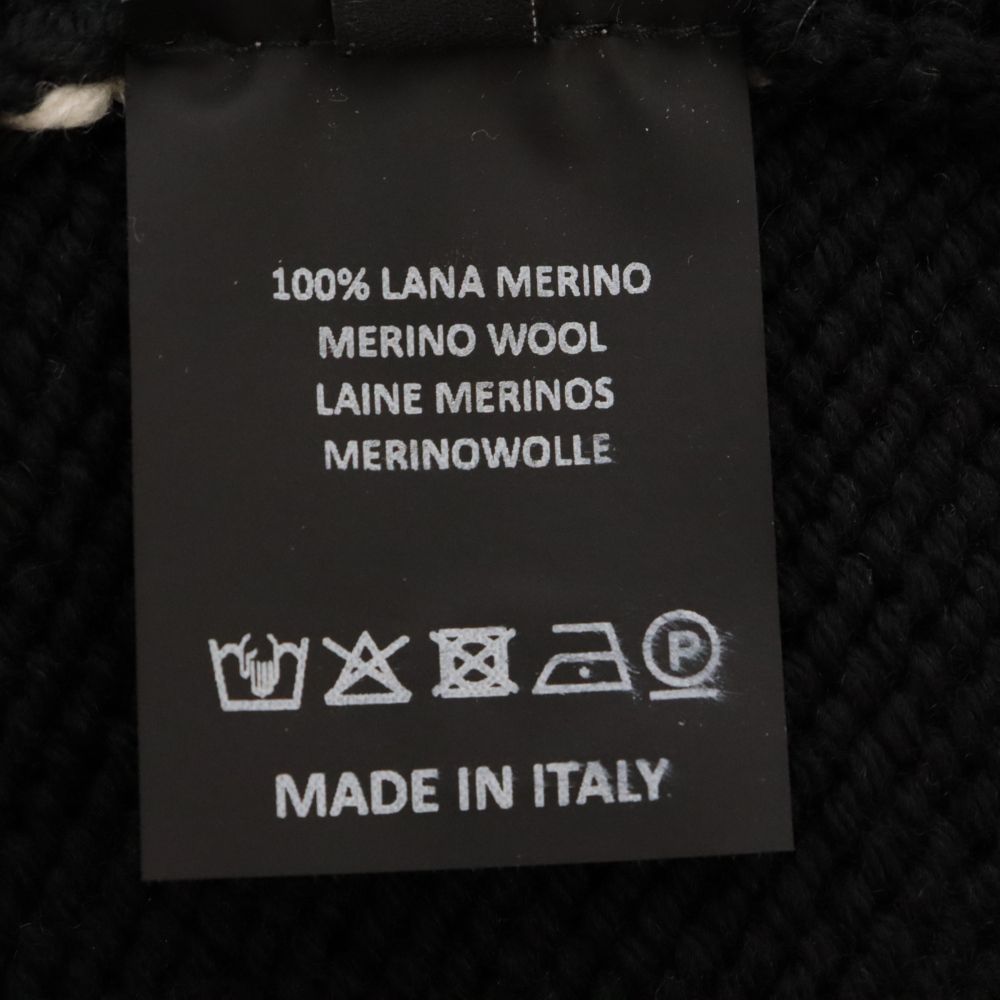 100% LANA MERINO
MERINO WOOL
LAINE MERINOS
MERINOWOLLE
P
MADE IN ITALY